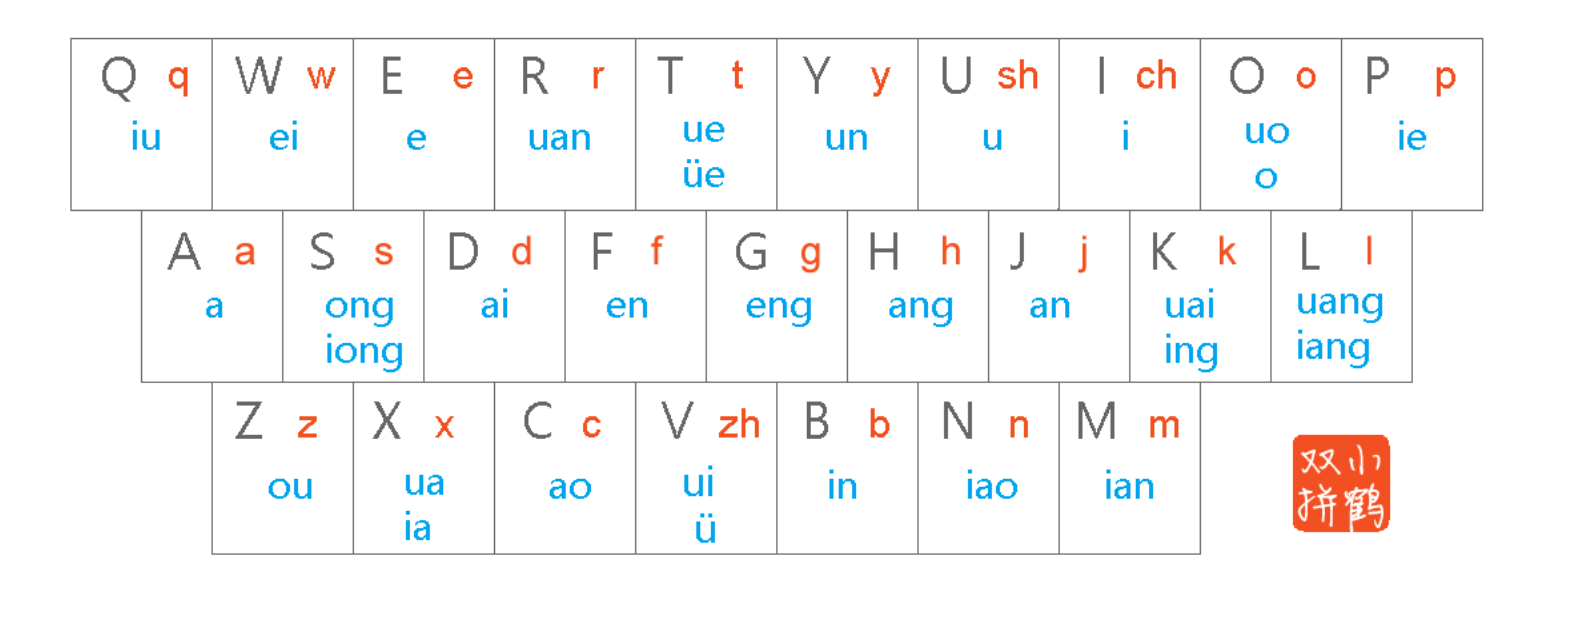 Q q W w E e R r T t Y y U sh I ch O o P p
iu ei e uan ue un u i uo ie
üe o
A a S s D d F f G g H h J j K k L l
a ong ai en eng ang an uai uang
iong ing iang
Z z X x C c V zh B b N n M m
ou ua ao ui in iao ian
ia ü
双小
拼鹤